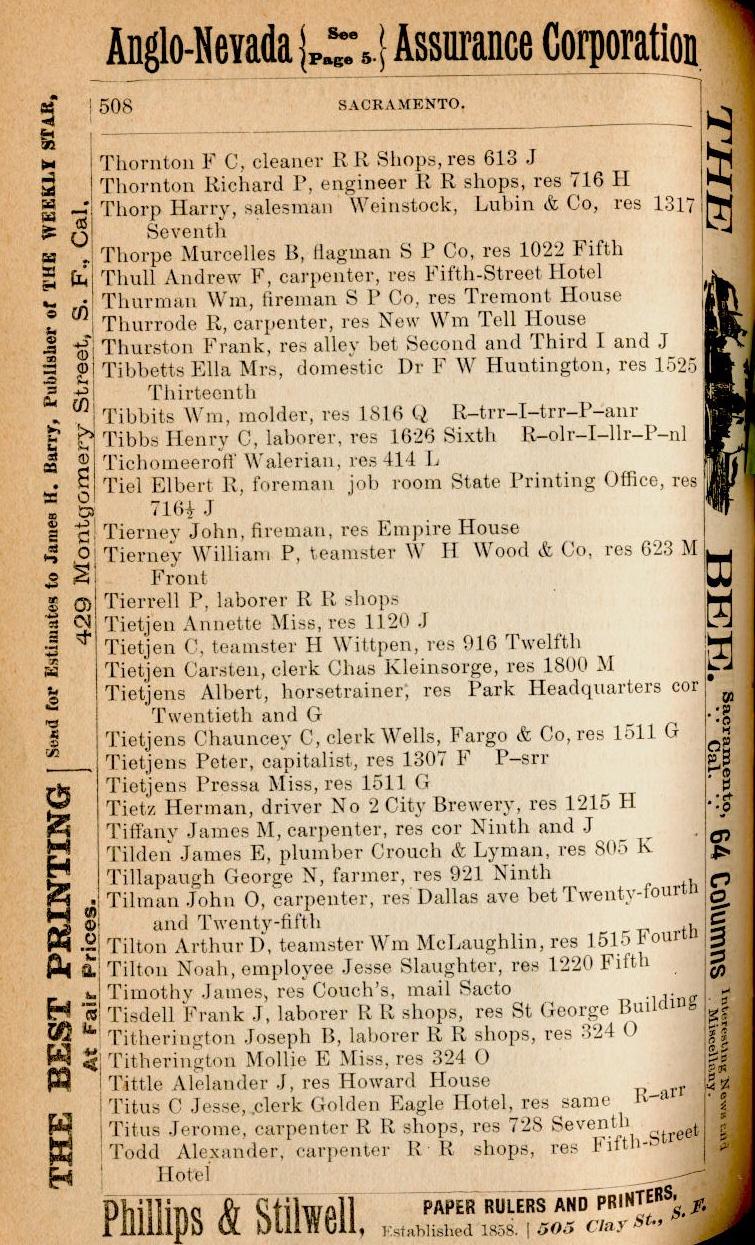 Anglo-Nevada { See Page 5. } Assurance Corporation
508 SACRAMENTO.
Thornton F C, cleaner R R Shops, res 613 J
Thornton Richard P, engineer R R shops, res 716 H
Thorp Harry, salesman Weinstock, Lubin & Co, res 1317
Seventh
Thorpe Murcelles B, flagman S P Co, res 1022 Fifth
Thull Andrew F, carpenter, res Fifth-Street Hotel
Thurman Wm, fireman S P Co, res Tremont House
Thurrode R, carpenter, res New Wm Tell House
Thurston Frank, res alley bet Second and Third I and J
Tibbetts Ella Mrs, domestic Dr F W Huntington, res 1525
Thirteenth
Tibbits Wm, molder, res 1816 Q R-trr-I-trr-P-anr
Tibbs Henry C, laborer, res 1626 Sixth R-olr-I-llr-P-nl
Tichomeeroff Walerian, res 414 L
Tiel Elbert R, foreman job room State Printing Office, res
716½ J
Tierney John, fireman, res Empire House
Tierney William P, teamster W H Wood & Co, res 623 M
Front
Tierrell P, laborer R R shops
Tietjen Annette Miss, res 1120 J
Tietjen C, teamster H Wittpen, res 916 Twelfth
Tietjen Carsten, clerk Chas Kleinsorge, res 1800 M
Tietjens Albert, horsetrainer, res Park Headquarters cor
Twentieth and G
Tietjens Chauncey C, clerk Wells, Fargo & Co, res 1511 G
Tietjens Peter, capitalist, res 1307 F P-srr
Tietjens Pressa Miss, res 1511 G
Tietz Herman, driver No 2 City Brewery, res 1215 H
Tiffany James M, carpenter, res cor Ninth and J
Tilden James E, plumber Crouch & Lyman, res 805 K
Tillapaugh George N, farmer, res 921 Ninth
Tilman John O, carpenter, res Dallas ave bet Twenty-fourth
and Twenty-fifth
Tilton Arthur D, teamster Wm McLaughlin, res 1515 Fourth
Tilton Noah, employee Jesse Slaughter, res 1220 Fifth
Timothy James, res Couch's, mail Sacto
Tisdell Frank J, laborer R R shops, res St George Building
Titherington Joseph B, laborer R R shops, res 324 O
Titherington Mollie E Miss, res 324 O
Tittle Alelander J, res Howard House
Titus C Jesse, clerk Golden Eagle Hotel, res same R-arr
Titus Jerome, carpenter R R shops, res 728 Seventh
Todd Alexander, carpenter R R shops, res Fifth-Street
Hotel
Phillips & Stilwell, PAPER RULERS AND PRINTERS,
Established 1858. | 505 Clay St., S. F.
THE BEST PRINTING
At Fair Prices.
Send for Estimates to James H. Barry, Publisher of THE WEEKLY STAR,
429 Montgomery Street, S. F., Cal.
THE BEE.
Sacramento,
Cal.
64 Columns
Interesting News and
Miscellany.